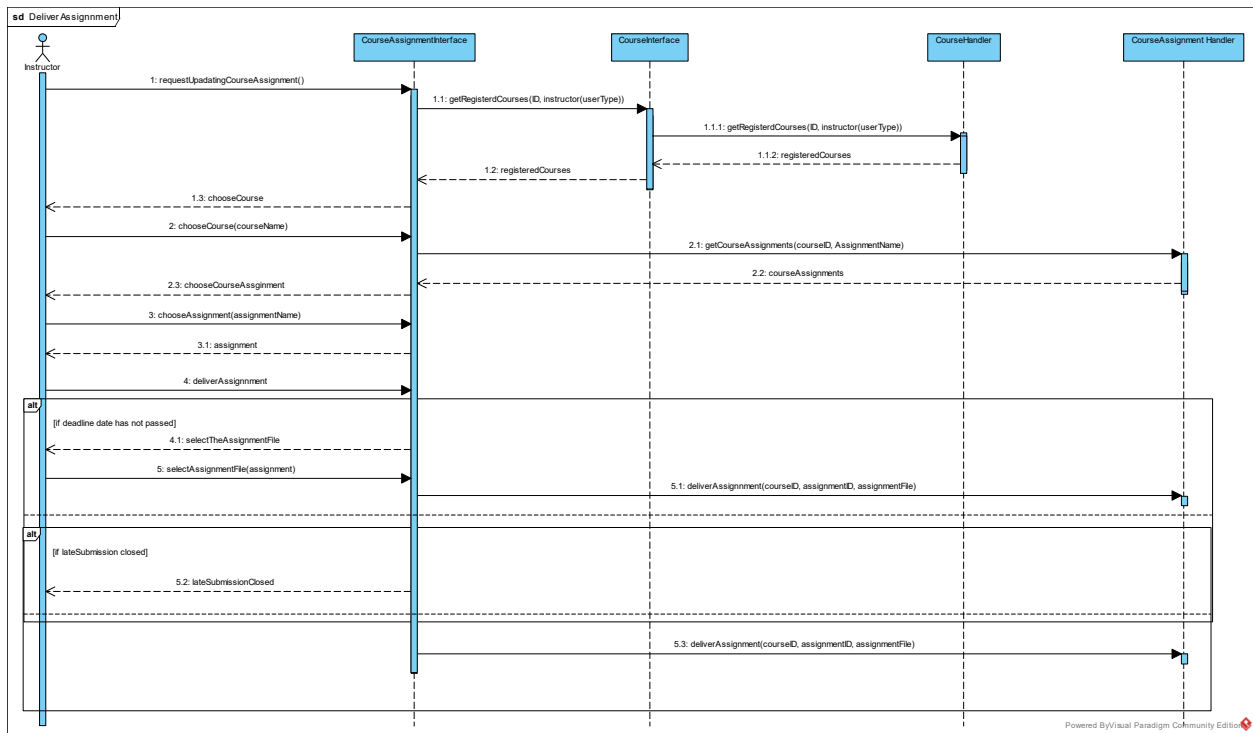 sd DeliverAssignment
CourseAssignmentInterface
CourseInterface
CourseHandler
CourseAssignment Handler
Instructor
1: requestUpadatingCourseAssignment()
1.1: getRegisterdCourses(ID, instructor(userType))
1.1.1: getRegisterdCourses(ID, instructor(userType))
1.1.2: registeredCourses
1.2: registeredCourses
1.3: chooseCourse
2: chooseCourse(courseName)
2.1: getCourseAssignments(courseID, AssignmentName)
2.2: courseAssignments
2.3: chooseCourseAssginment
3: chooseAssignment(assignmentName)
3.1: assignment
4: deliverAssignnment
alt
[if deadline date has not passed]
4.1: selectTheAssignmentFile
5: selectAssignmentFile(assignment)
5.1: deliverAssignnment(courseID, assignmentID, assignmentFile)
alt
[if lateSubmission closed]
5.2: lateSubmissionClosed
5.3: deliverAssignment(courseID, assignmentID, assignmentFile)
Powered By Visual Paradigm Community Edition